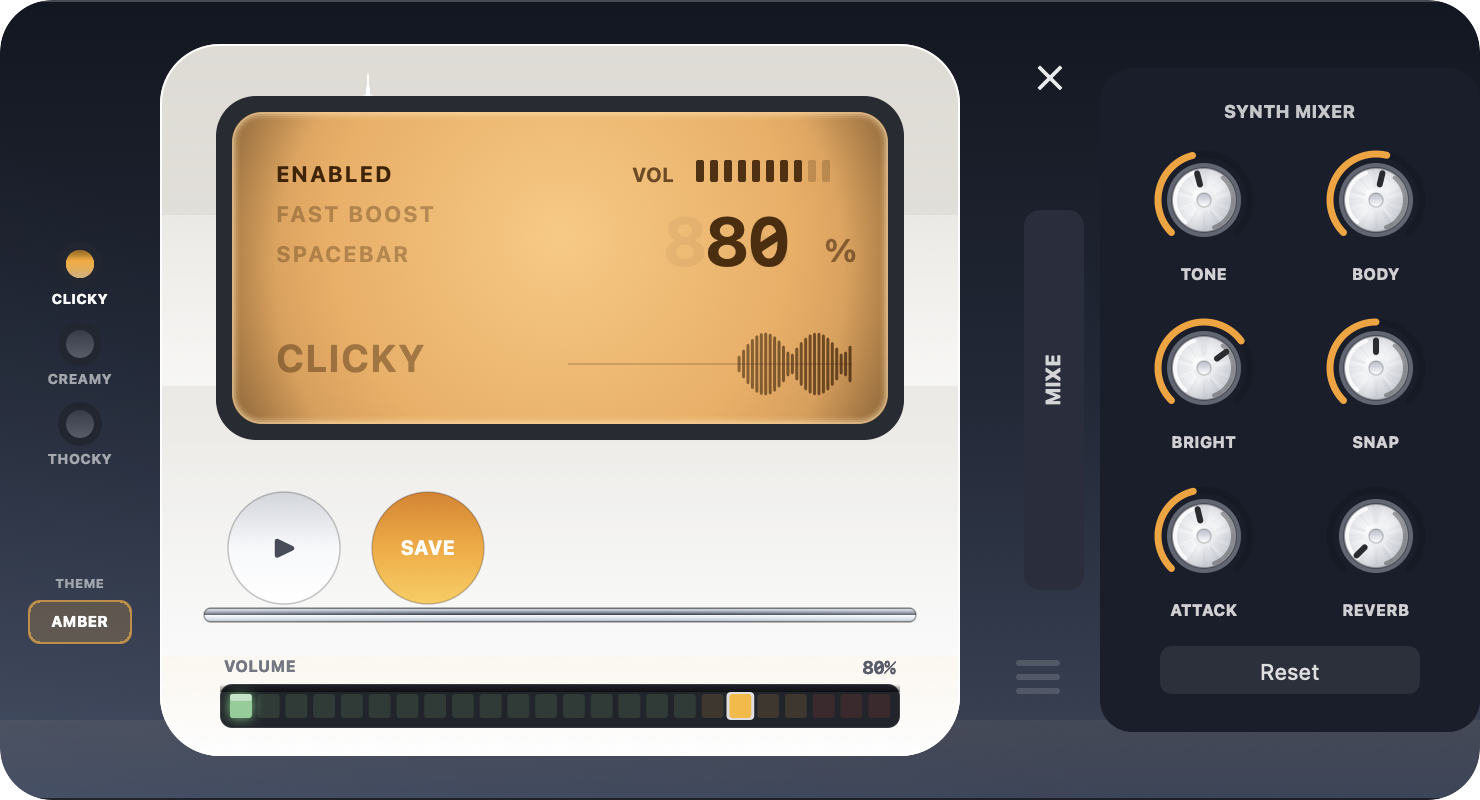 CLICKY
CREAMY
THOCKY
THEME
AMBER
ENABLED
FAST BOOST
SPACEBAR
VOL
80 %
CLICKY
SAVE
VOLUME
80%
MIXE
SYNTH MIXER
TONE
BODY
BRIGHT
SNAP
ATTACK
REVERB
Reset